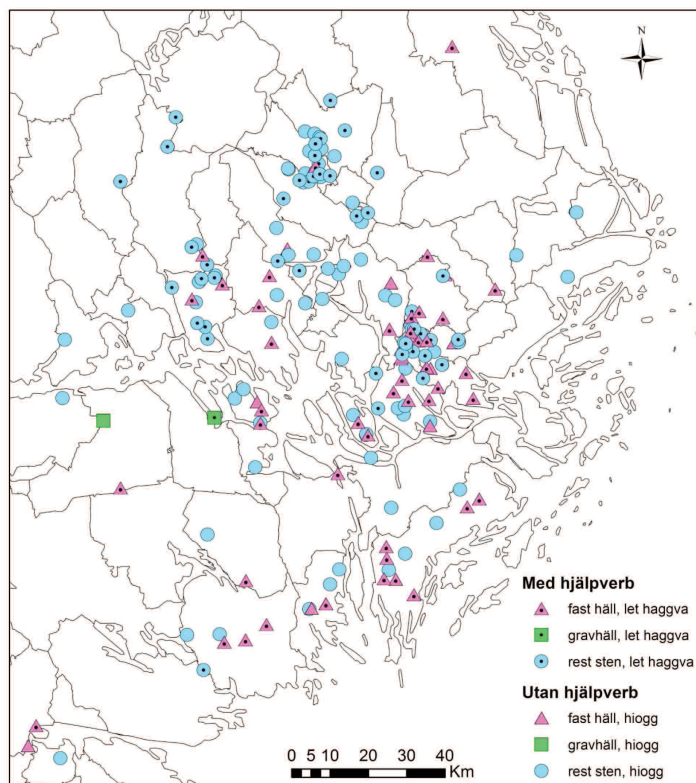 N
Med hjälpverb
fast häll, let haggva
gravhäll, let haggva
rest sten, let haggva
Utan hjälpverb
fast häll, hiogg
gravhäll, hiogg
rest sten, hiogg
0 5 10 20 30 40
Km